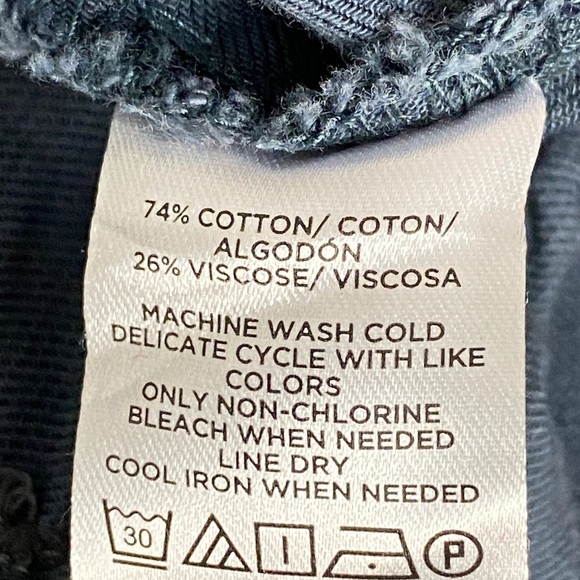 74% COTTON/ COTON/
ALGODÓN
26% VISCOSE/ VISCOSA
MACHINE WASH COLD
DELICATE CYCLE WITH LIKE
COLORS
ONLY NON-CHLORINE
BLEACH WHEN NEEDED
LINE DRY
COOL IRON WHEN NEEDED
30 P